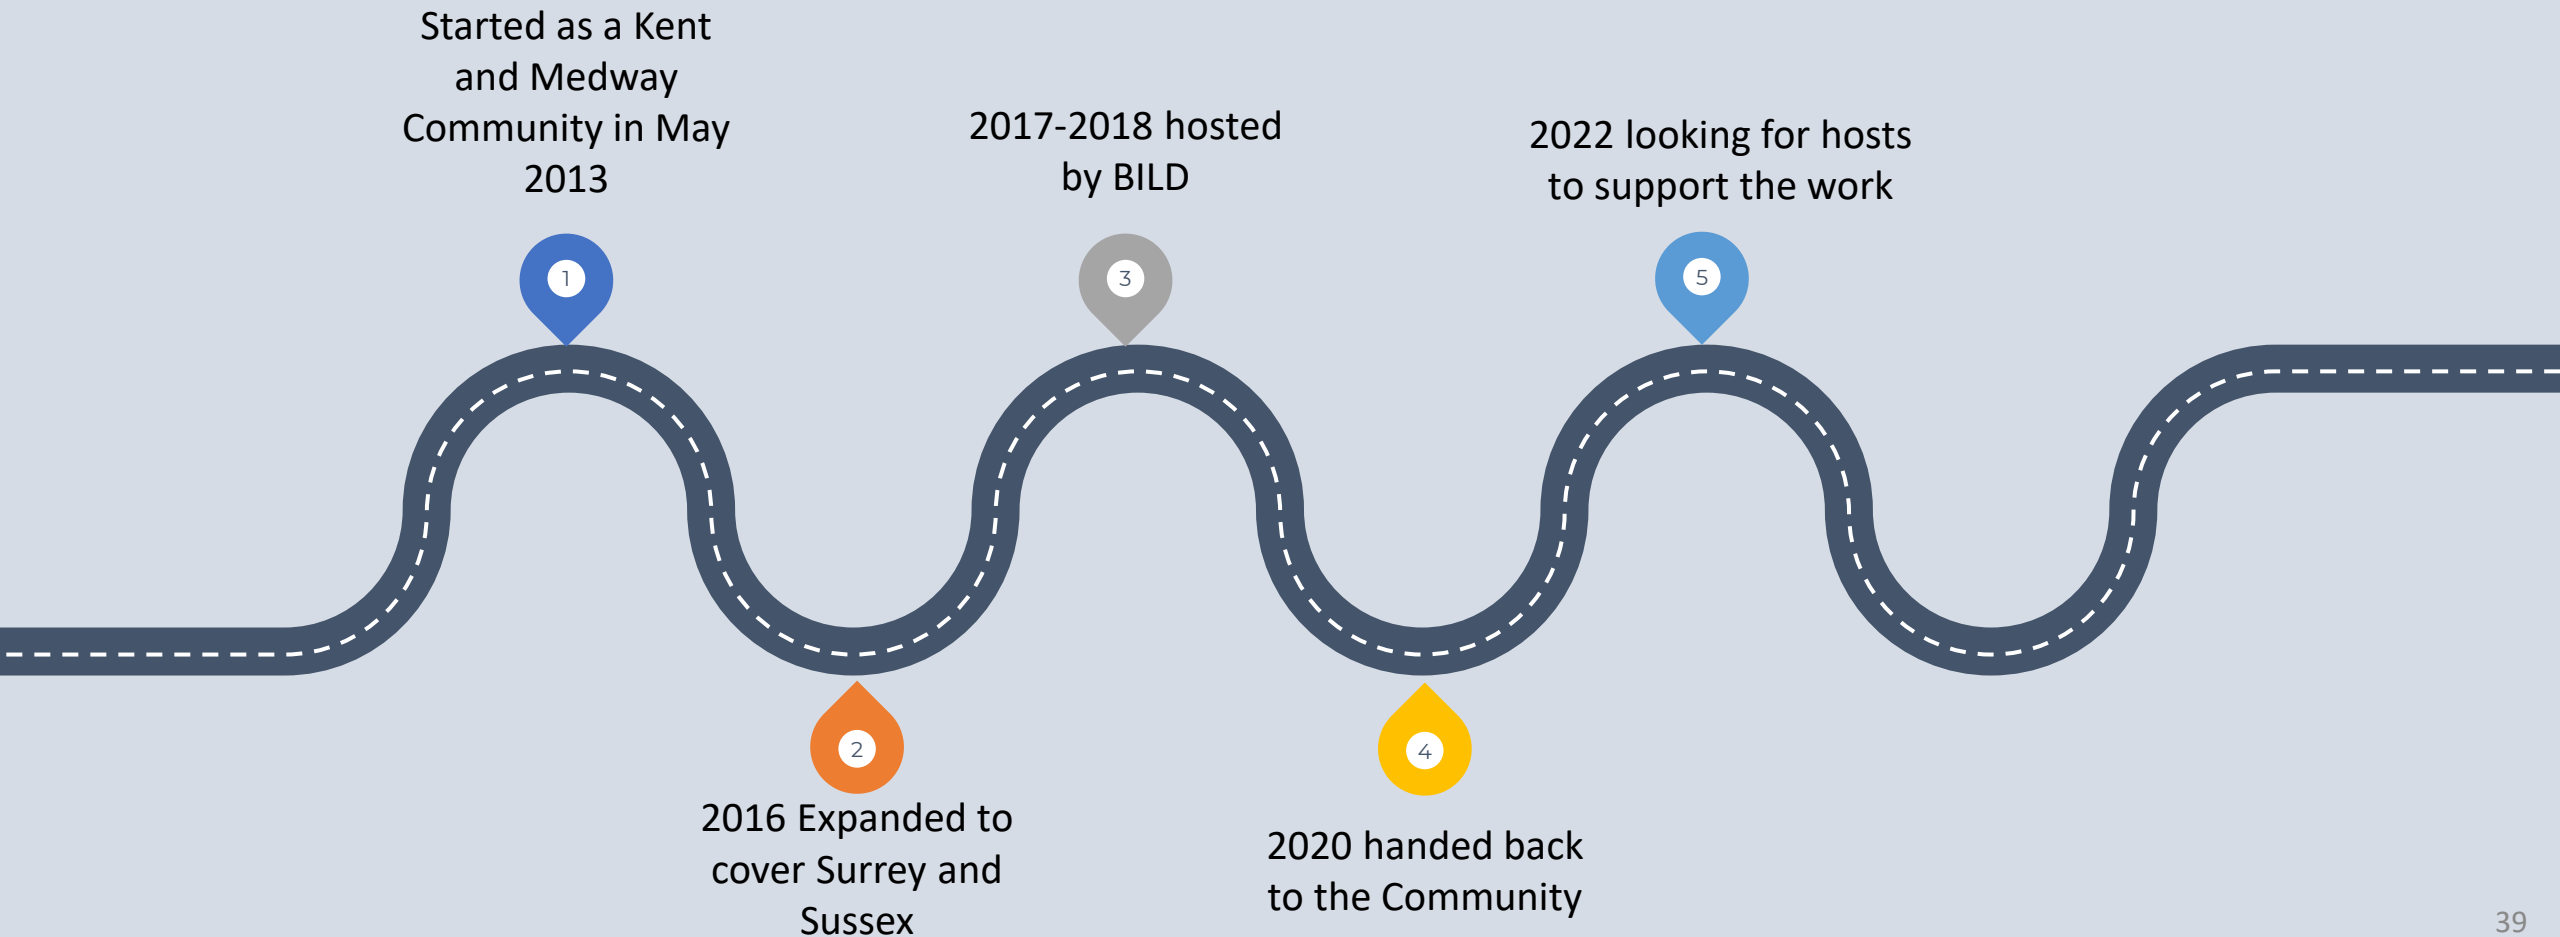 Started as a Kent
and Medway
Community in May
2013
1
2016 Expanded to
cover Surrey and
Sussex
2
2017-2018 hosted
by BILD
3
2020 handed back
to the Community
4
2022 looking for hosts
to support the work
5
39